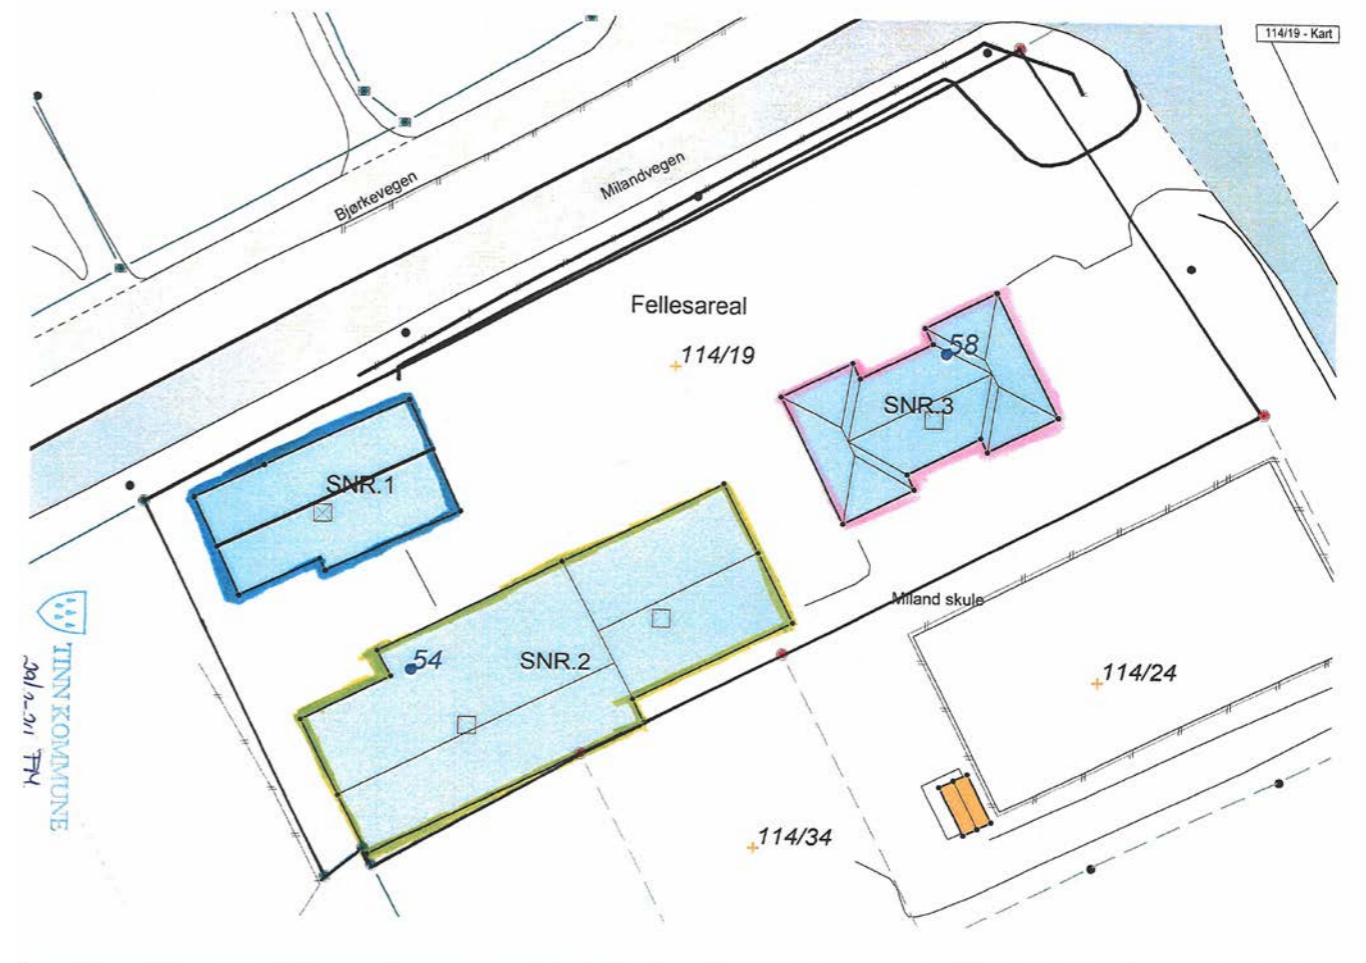 114/19 - Kart
Bjørkevegen
Milandvegen
Fellesareal
114/19
58
SNR.3
SNR.1
Miland skule
54
SNR.2
114/24
114/34
TINN KOMMUNE